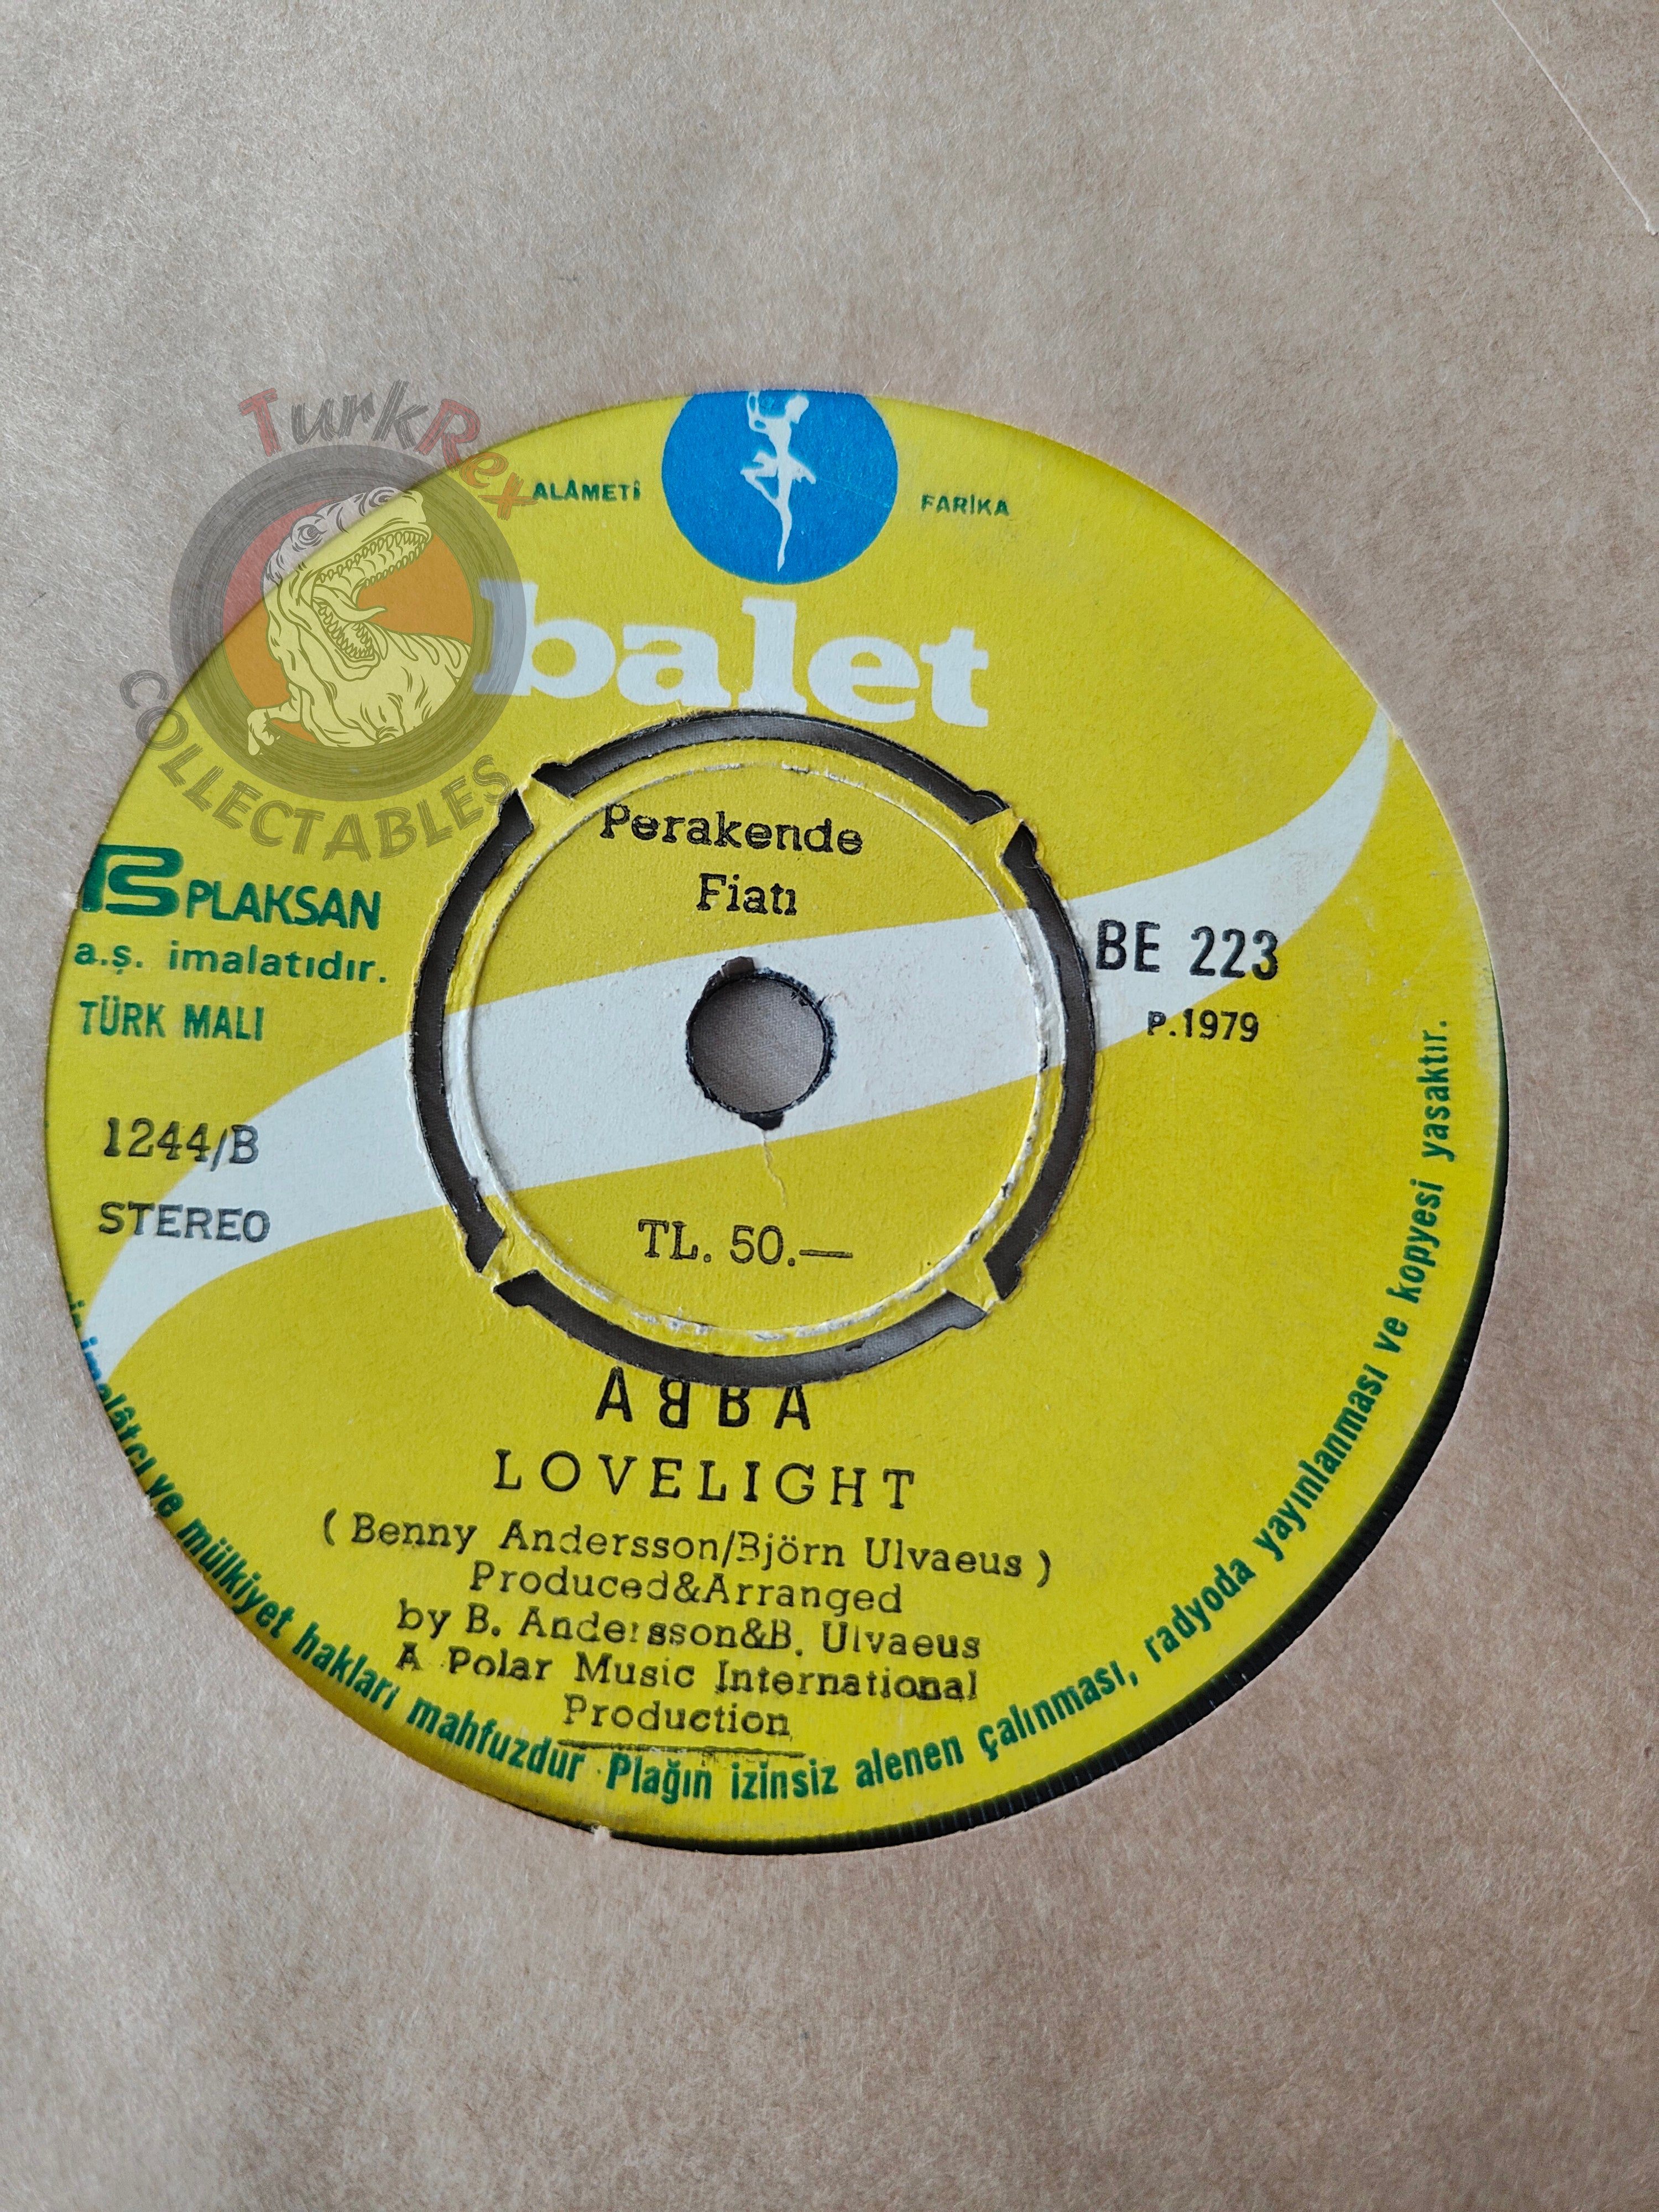 TurkRex
COLLECTABLES
ALÂMETİ FARİKA
balet
Perakende
Fiatı
PLAKSAN
a.ş. imalatıdır.
TÜRK MALI
BE 223
P.1979
1244/B
STEREO
TL. 50.—
ABBA
LOVELIGHT
( Benny Andersson/Björn Ulvaeus )
Produced&Arranged
by B. Andersson&B. Ulvaeus
A Polar Music International
Production
imalâtçı ve mülkiyet hakları mahfuzdur Plağın izinsiz alenen çalınması, radyoda yayınlanması ve kopyesi yasaktır.